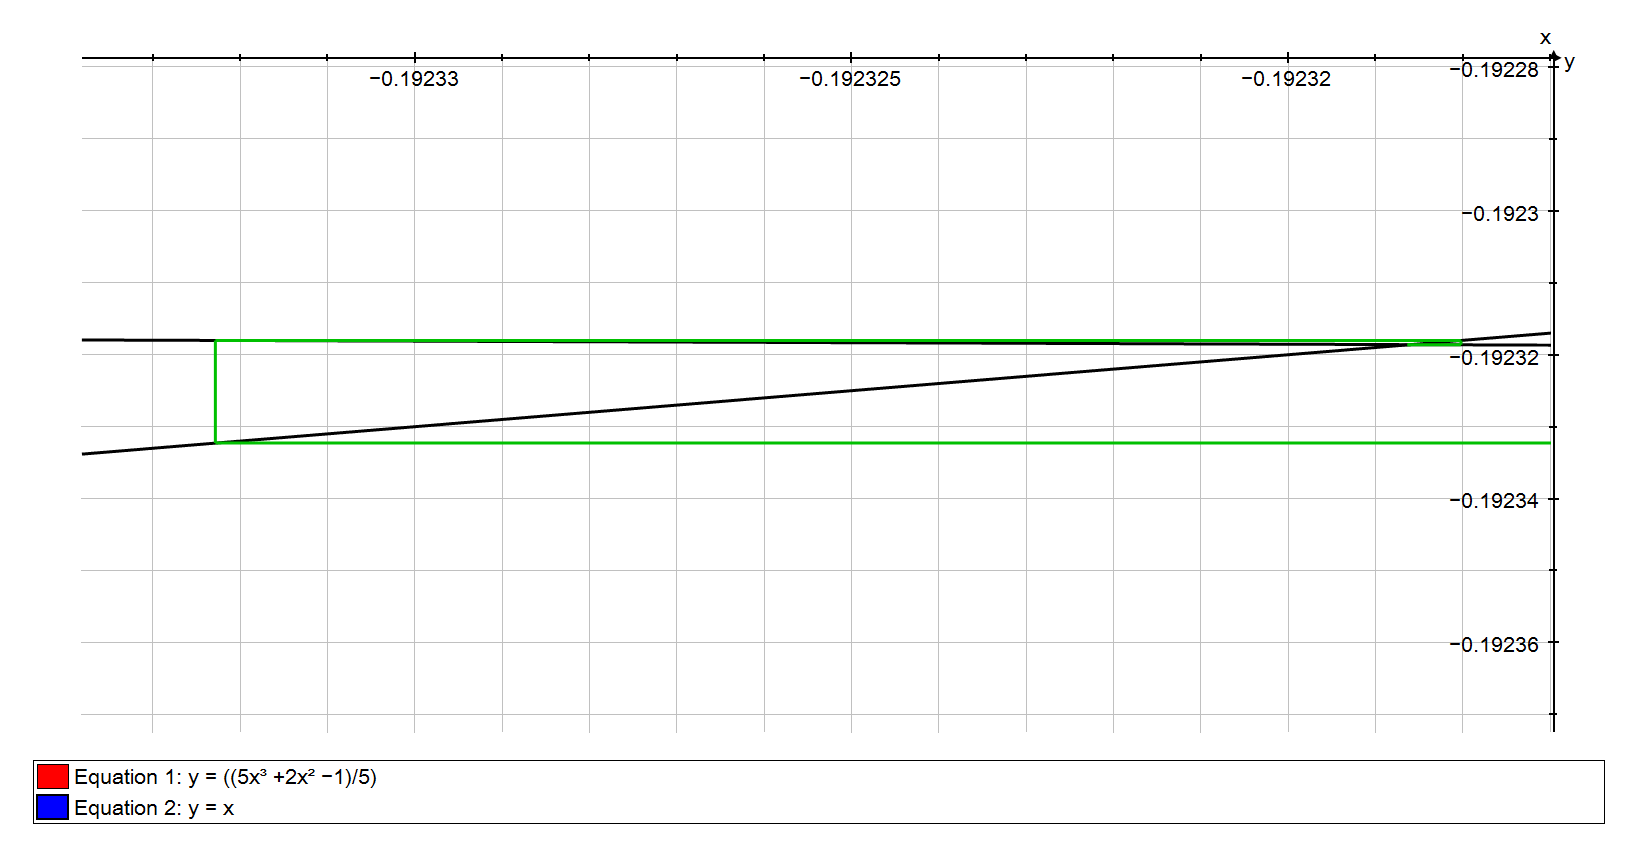 x
y
−0.19228
−0.19233 −0.192325 −0.19232
−0.1923
−0.19232
−0.19234
−0.19236
Equation 1: y = ((5x³ +2x² −1)/5)
Equation 2: y = x